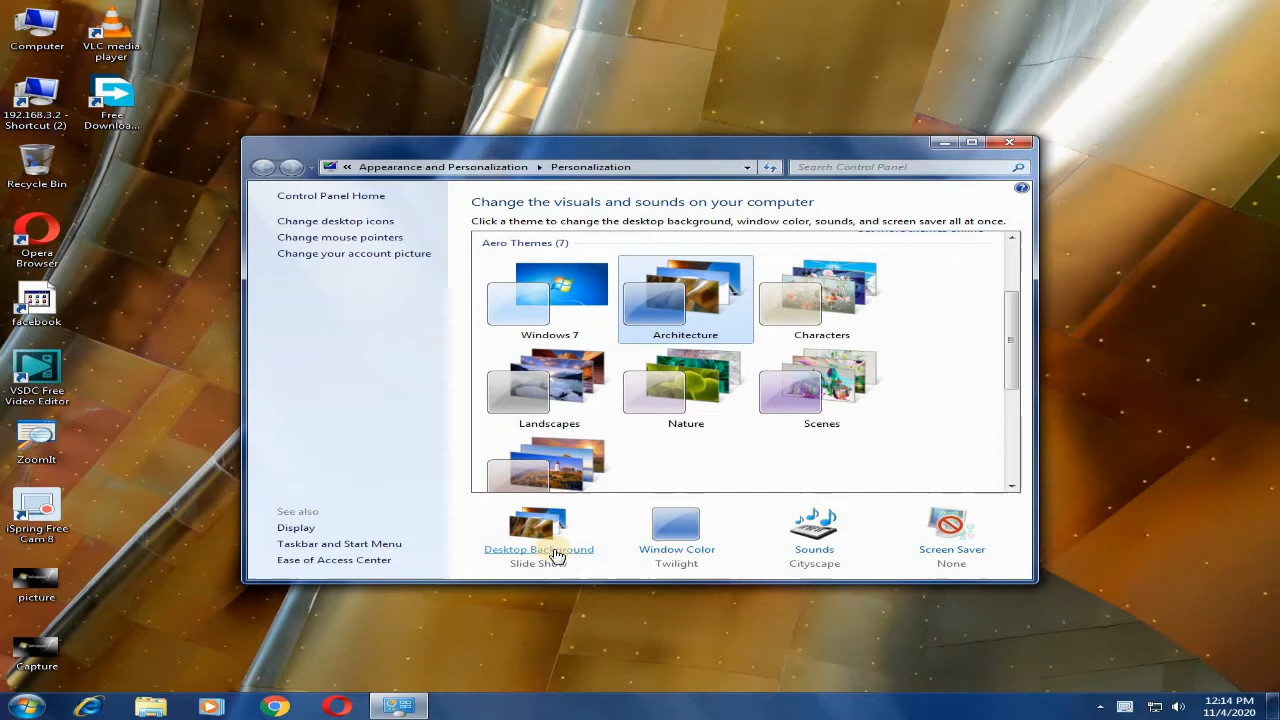 Computer
VLC media
player
192.168.3.2 -
Shortcut (2)
Free
Downloa...
Recycle Bin
Opera
Browser
facebook
VSDC Free
Video Editor
ZoomIt
iSpring Free
Cam 8
picture
Capture
« Appearance and Personalization ▸ Personalization
Search Control Panel
Control Panel Home
Change desktop icons
Change mouse pointers
Change your account picture
See also
Display
Taskbar and Start Menu
Ease of Access Center
Change the visuals and sounds on your computer
Click a theme to change the desktop background, window color, sounds, and screen saver all at once.
Aero Themes (7)
Windows 7
Architecture
Characters
Landscapes
Nature
Scenes
Desktop Background
Slide Show
Window Color
Twilight
Sounds
Cityscape
Screen Saver
None
12:14 PM
11/4/2020